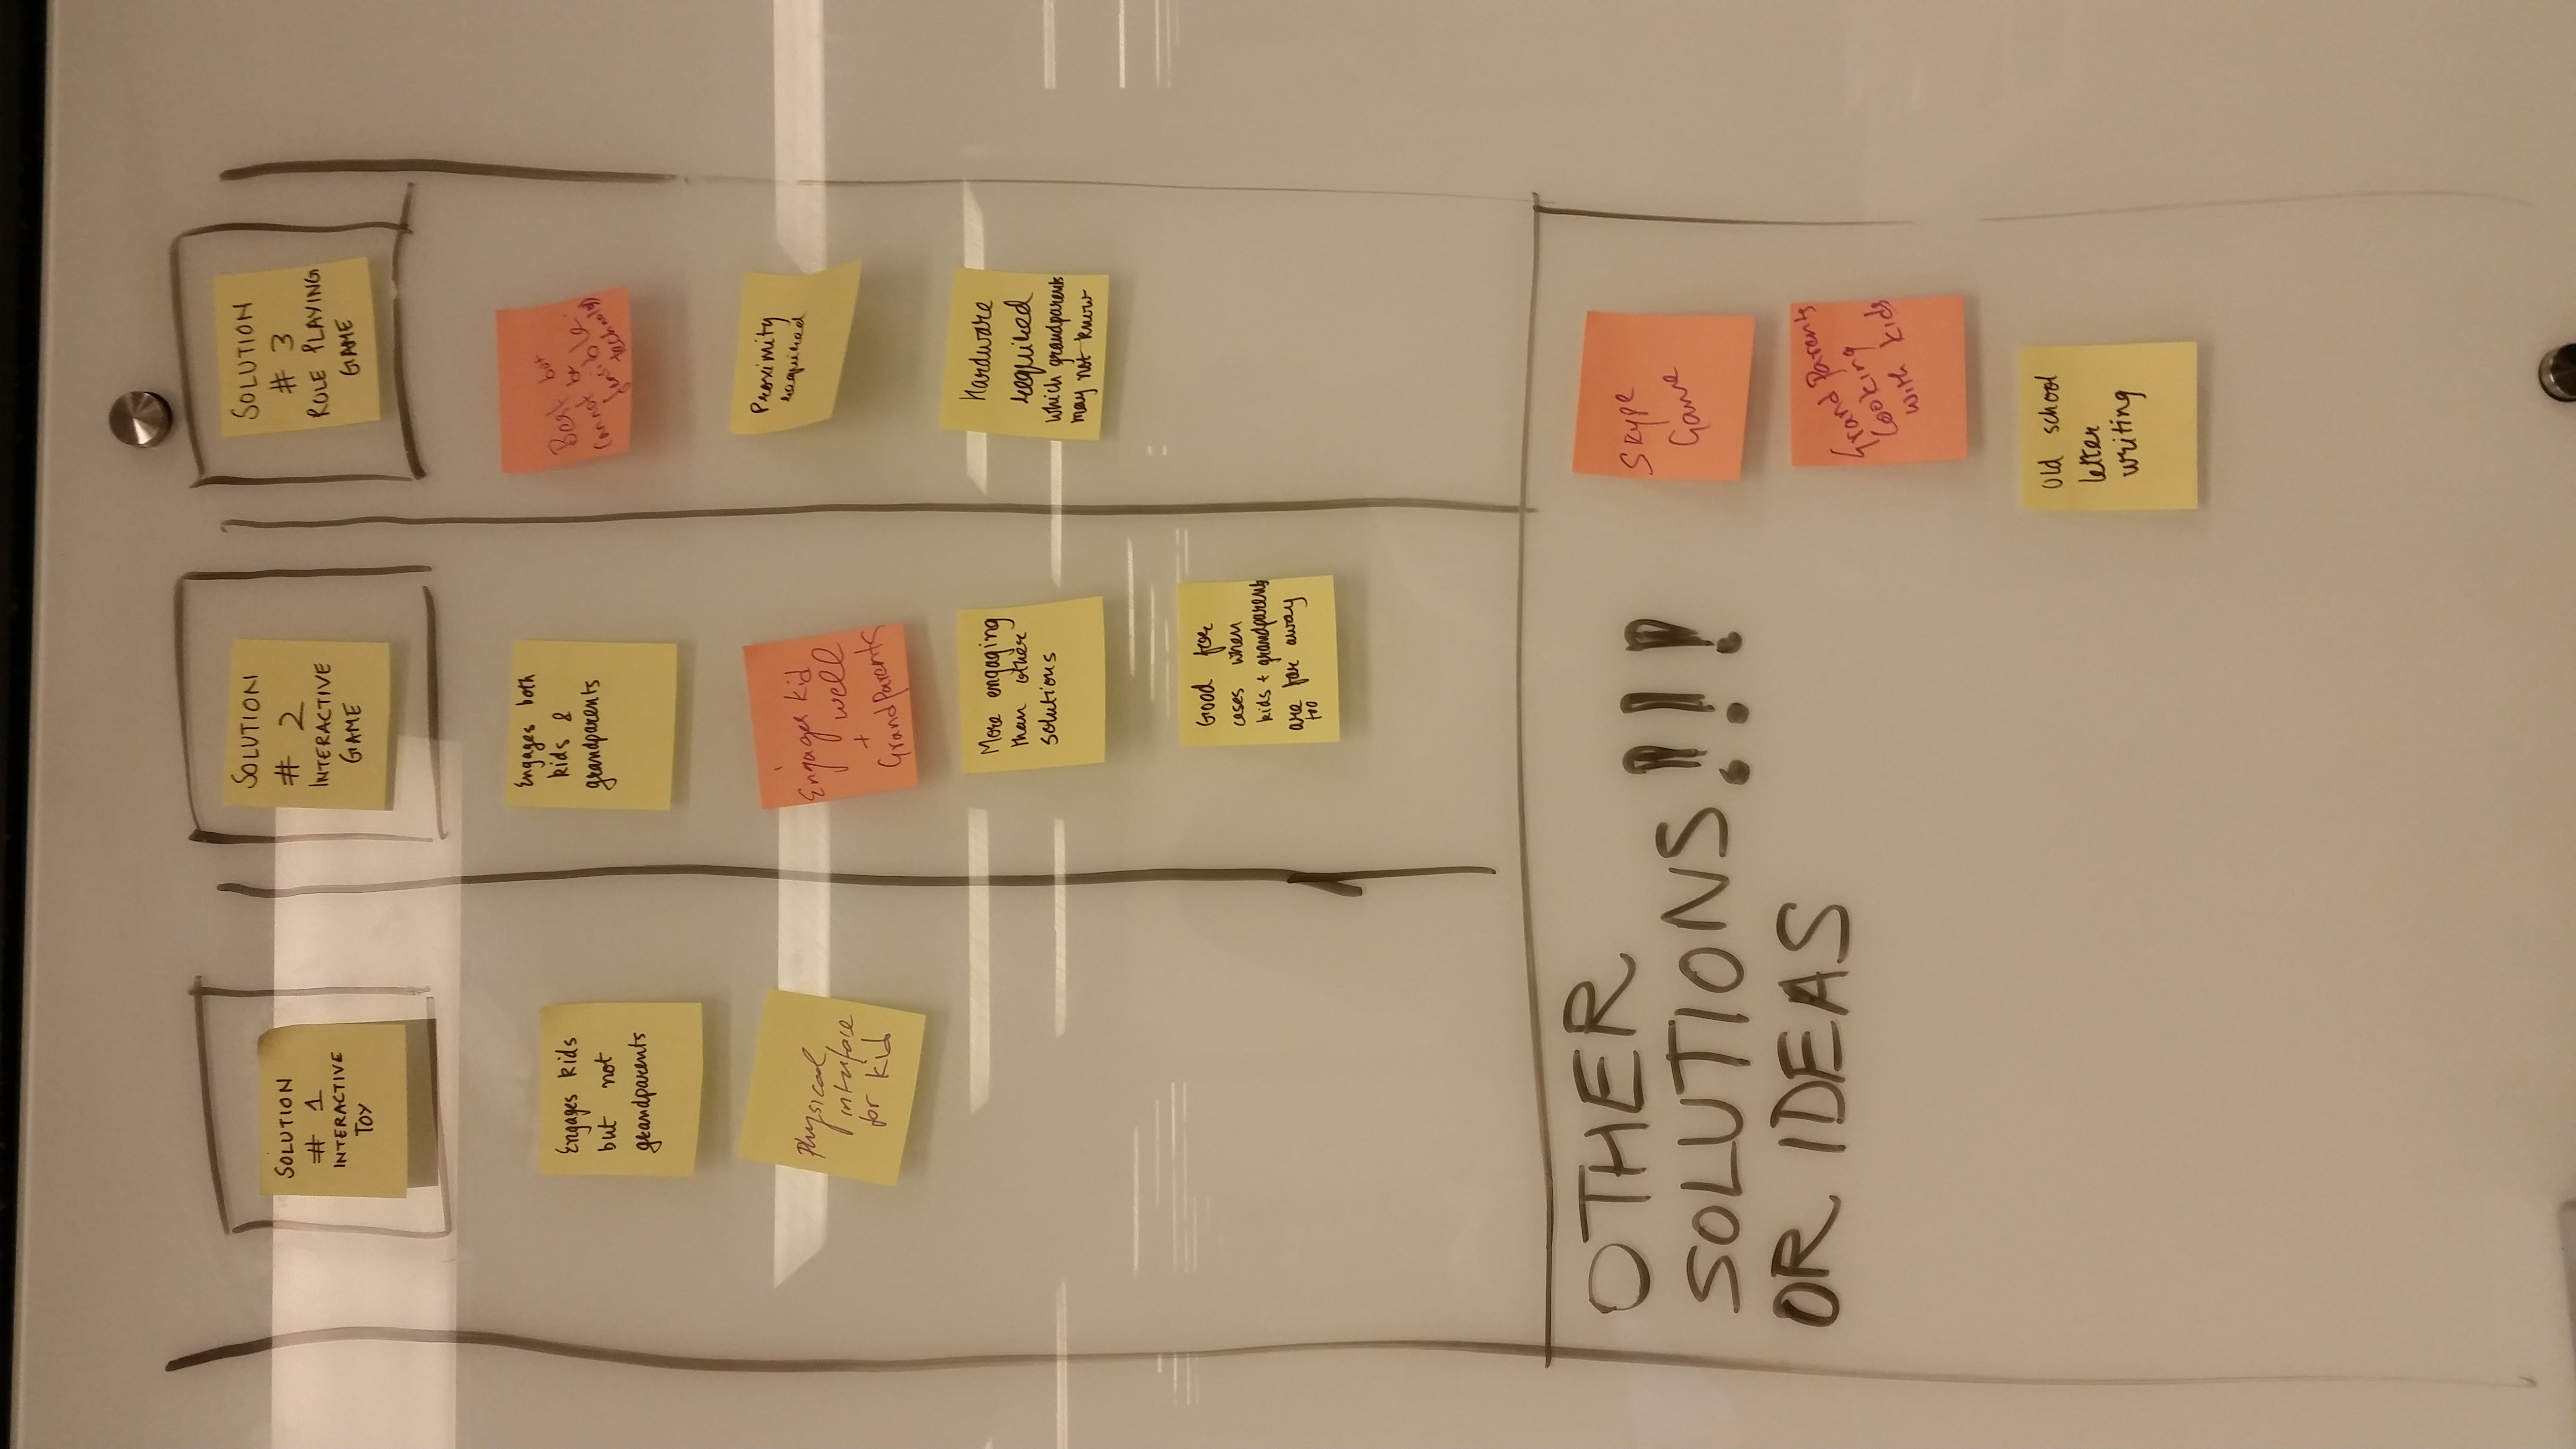 SOLUTION
# 1
INTERACTIVE
TOY
Engages kids
but not
grandparents
Physical
interface
for kid
SOLUTION
# 2
INTERACTIVE
GAME
Engages both
kids &
grandparents
Engages kid
well
+
GrandParents
More engaging
than other
solutions
Good for
cases when
kids + grandparents
are far away
too
SOLUTION
# 3
ROLE PLAYING
GAME
Best but
cannot be
fensible
technology
Proximity
required
Hardware
required
which grandparents
may not know
OTHER
SOLUTIONS!!!
OR IDEAS
Skype
Game
Grand Parents
Cooking
with kids
Old school
letter
writing